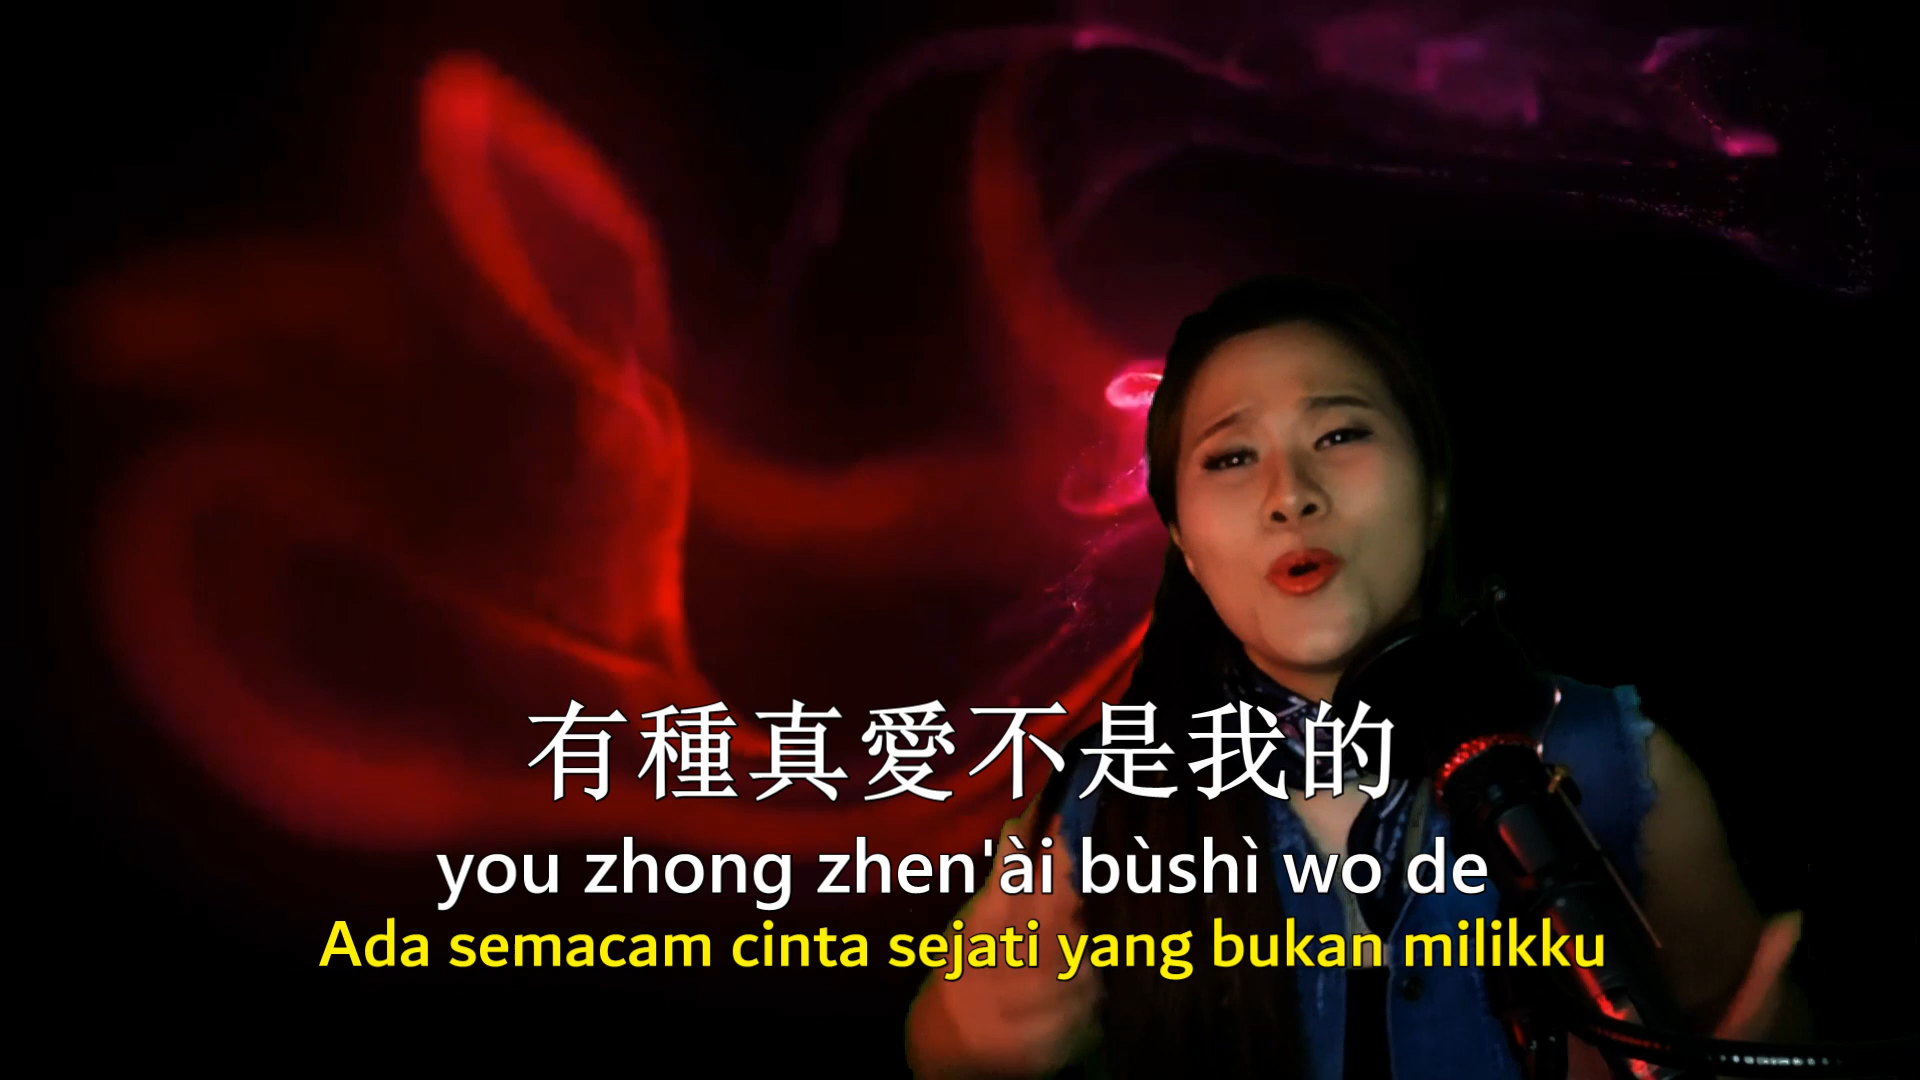 有種真愛不是我的
you zhong zhen'ài bùshì wo de
Ada semacam cinta sejati yang bukan milikku